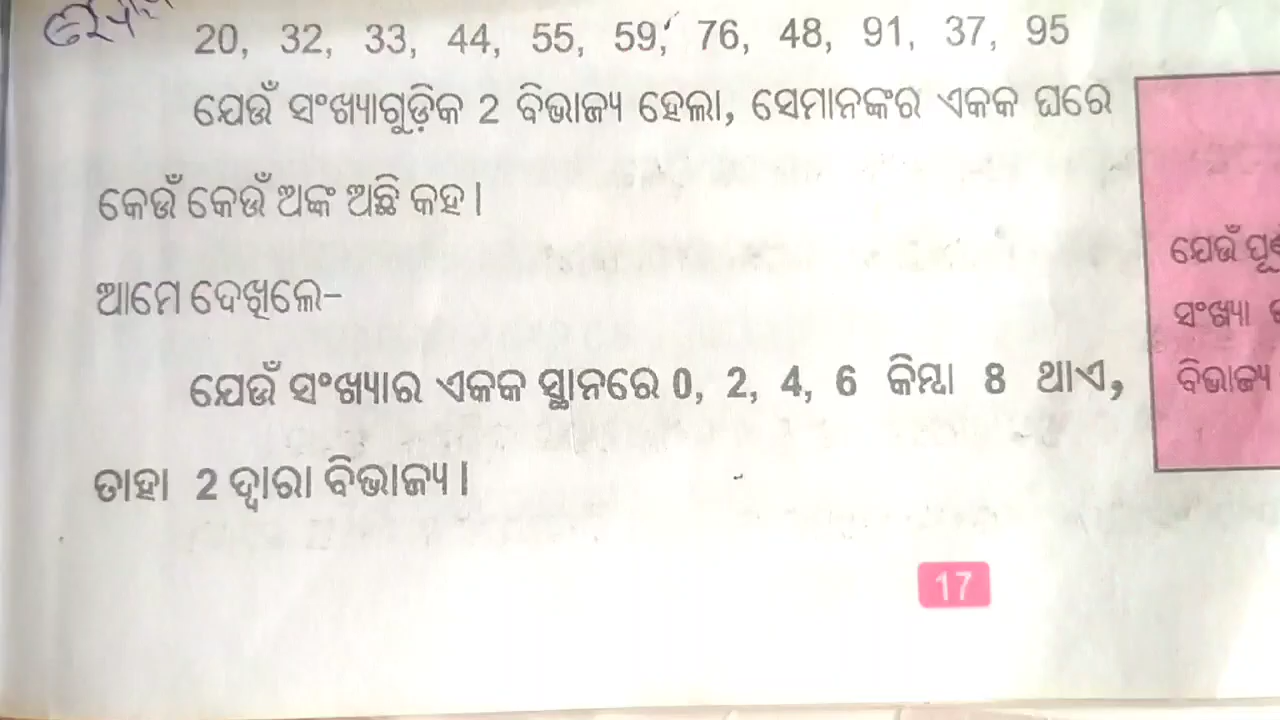 20, 32, 33, 44, 55, 59, 76, 48, 91, 37, 95
ଯେଉଁ ସଂଖ୍ୟାଗୁଡ଼ିକ 2 ବିଭାଜ୍ୟ ହେଲା, ସେମାନଙ୍କର ଏକକ ଘରେ
କେଉଁ କେଉଁ ଅଙ୍କ ଅଛି କହ।
ଆମେ ଦେଖିଲେ-
ଯେଉଁ ସଂଖ୍ୟାର ଏକକ ସ୍ଥାନରେ 0, 2, 4, 6 କିମ୍ବା 8 ଥାଏ,
ତାହା 2 ଦ୍ୱାରା ବିଭାଜ୍ୟ।
ଯେଉଁ
ସଂଖ୍ୟା
ବିଭାଜ୍ୟ
17